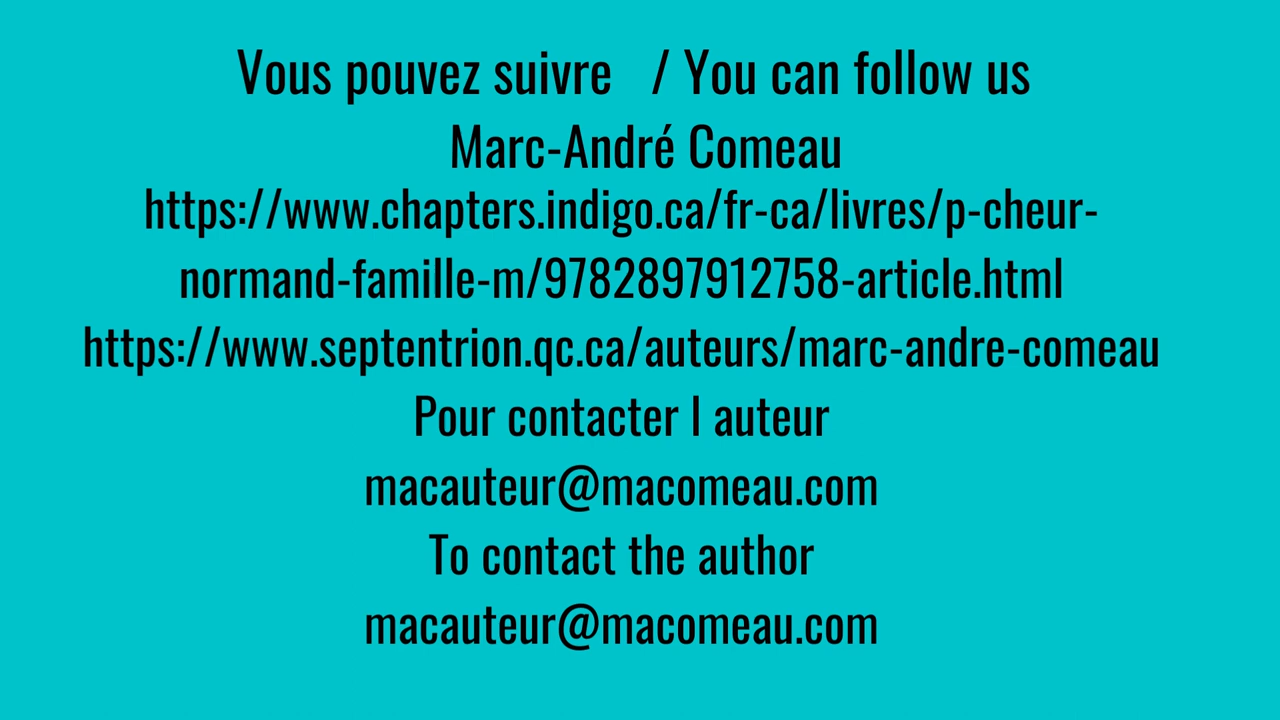 Vous pouvez suivre / You can follow us
Marc-André Comeau
https://www.chapters.indigo.ca/fr-ca/livres/p-cheur-
normand-famille-m/9782897912758-article.html
https://www.septentrion.qc.ca/auteurs/marc-andre-comeau
Pour contacter l auteur
macauteur@macomeau.com
To contact the author
macauteur@macomeau.com